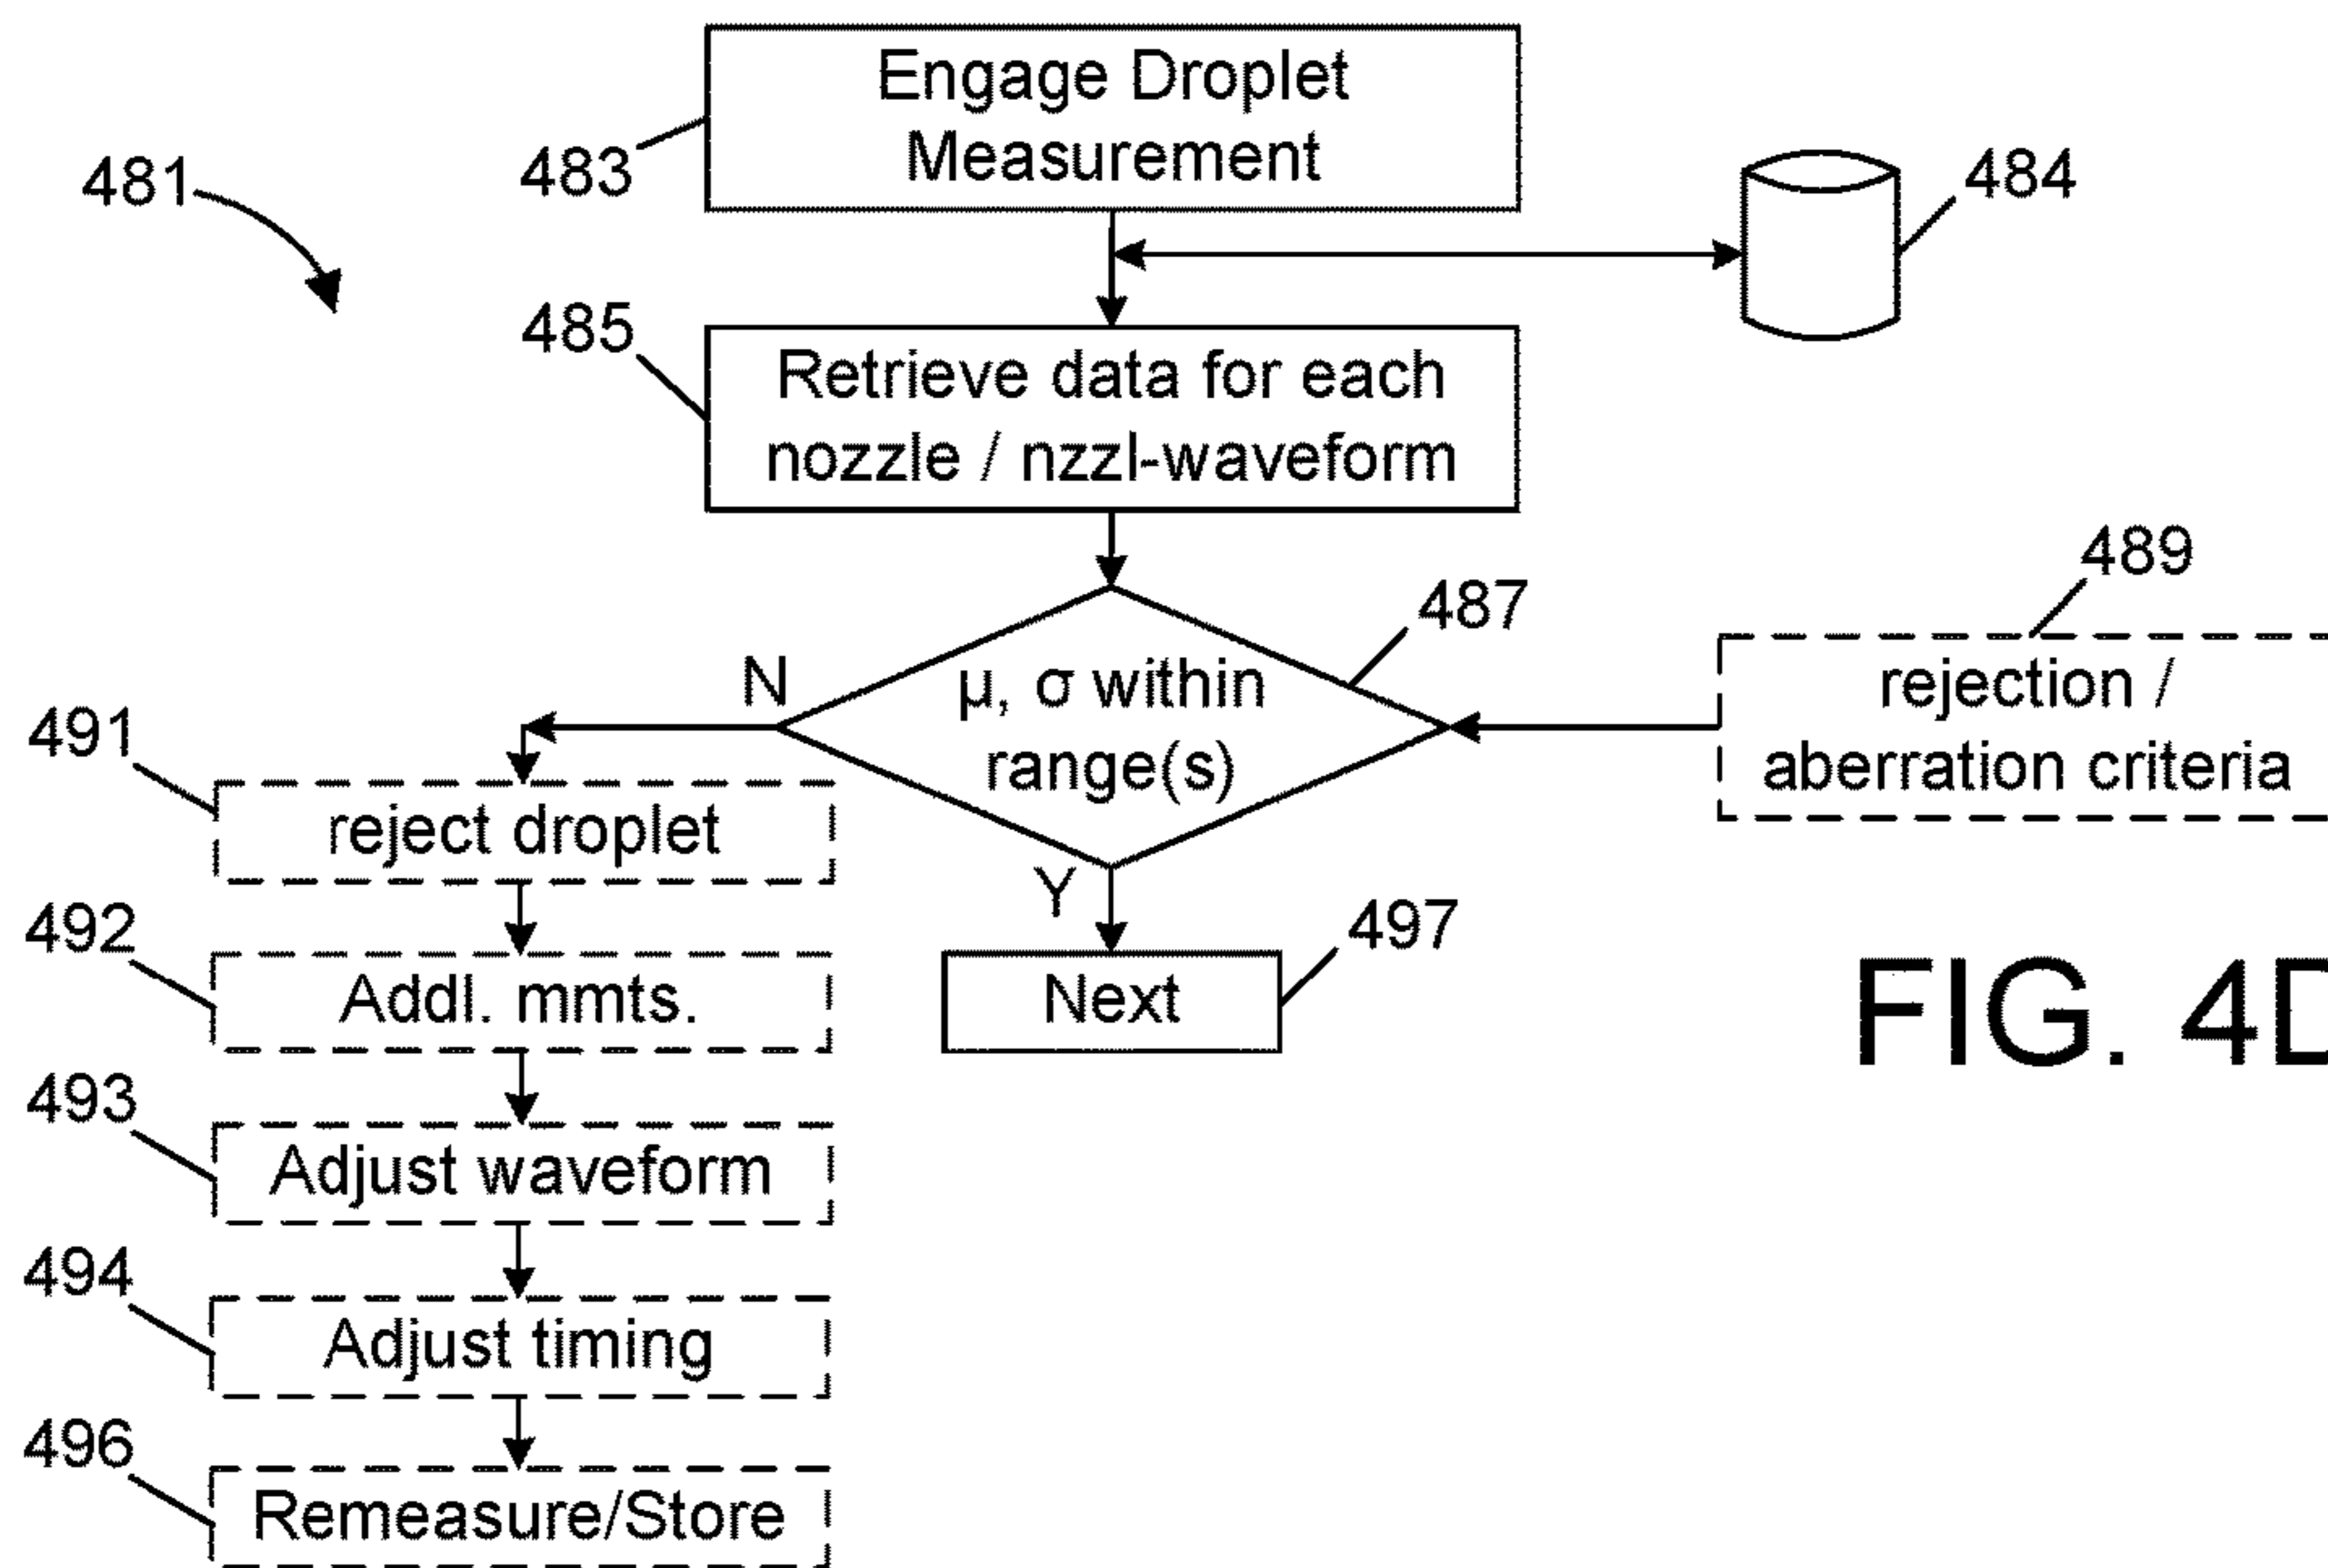 Engage Droplet
Measurement
481
483
484
485
Retrieve data for each
nozzle / nzzl-waveform
489
487
N
μ, σ within
range(s)
rejection /
aberration criteria
491
reject droplet
Y
492
Addl. mmts.
497
Next
FIG. 4D
493
Adjust waveform
494
Adjust timing
496
Remeasure/Store